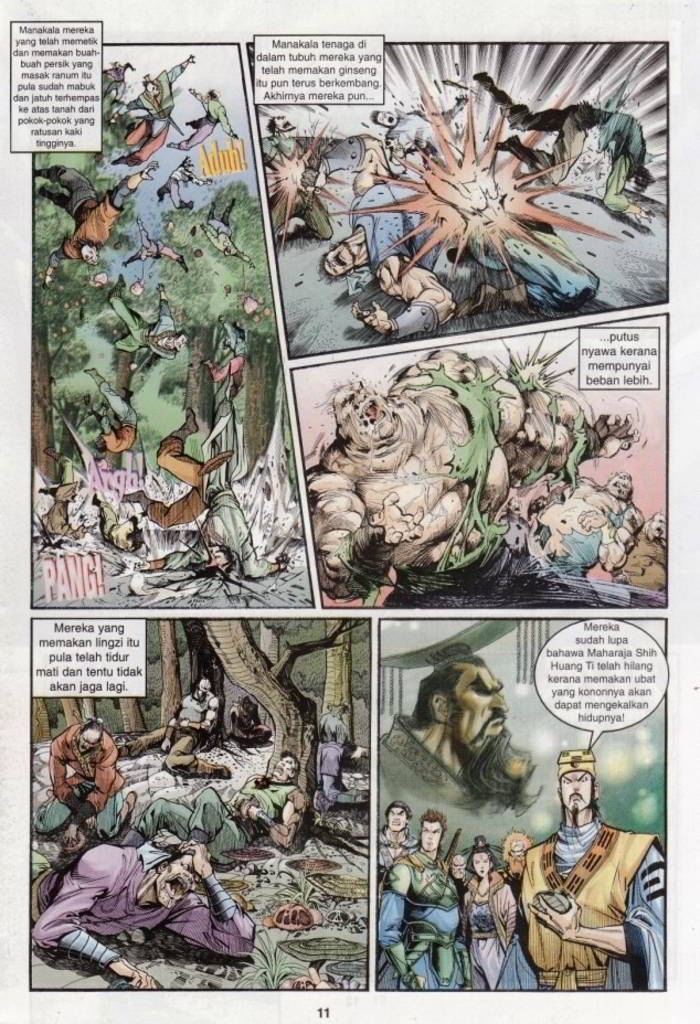 Manakala mereka
yang telah memetik
dan memakan buah-
buah persik yang
masak ranum itu
pula sudah mabuk
dan jatuh terhempas
ke atas tanah dari
pokok-pokok yang
ratusan kaki
tingginya.
Aduh!
Argh!
PANG!
Manakala tenaga di
dalam tubuh mereka yang
telah memakan ginseng
itu pun terus berkembang.
Akhirnya mereka pun...
...putus
nyawa kerana
mempunyai
beban lebih.
Mereka yang
memakan lingzi itu
pula telah tidur
mati dan tentu tidak
akan jaga lagi.
Mereka
sudah lupa
bahawa Maharaja Shih
Huang Ti telah hilang
kerana memakan ubat
yang kononnya akan
dapat mengekalkan
hidupnya!
11